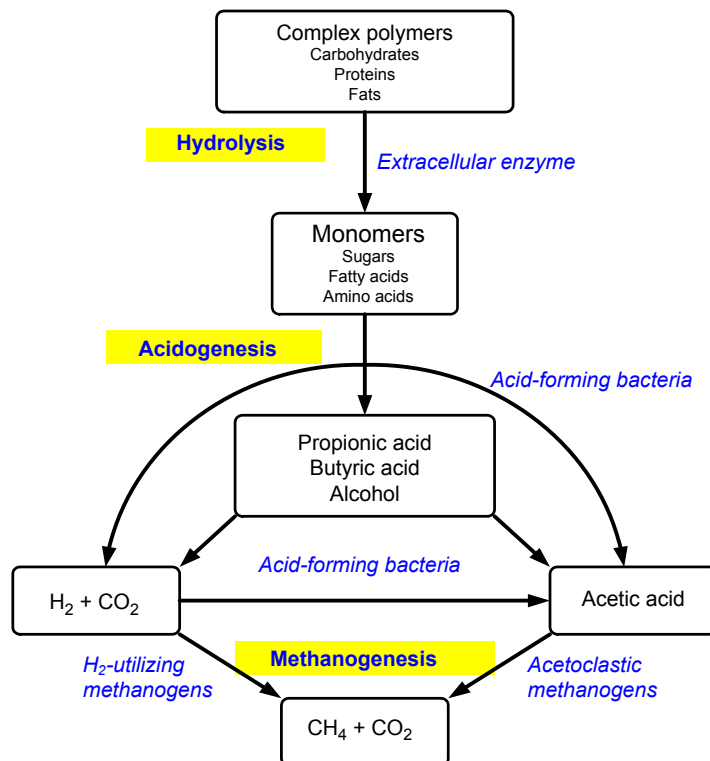 Complex polymers
Carbohydrates
Proteins
Fats
Hydrolysis
Extracellular enzyme
Monomers
Sugars
Fatty acids
Amino acids
Acidogenesis
Acid-forming bacteria
Propionic acid
Butyric acid
Alcohol
Acid-forming bacteria
H₂ + CO₂
Acetic acid
H₂-utilizing
methanogens
Methanogenesis
Acetoclastic
methanogens
CH₄ + CO₂